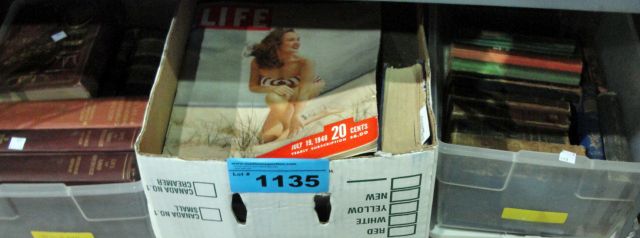 LIFE
JULY 19, 1948 20 CENTS
YEARLY SUBSCRIPTION $6.00
Lot #
1135
CANADA NO.1
CREAMER
CANADA NO.1
SMALL
NEW
YELLOW
WHITE
RED